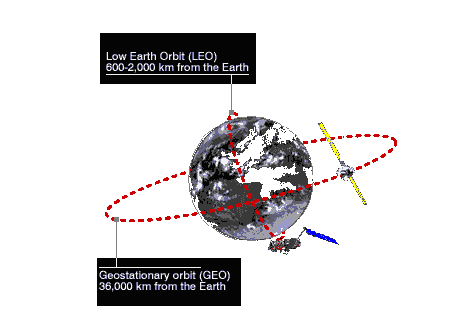 Low Earth Orbit (LEO)
600-2,000 km from the Earth
Geostationary orbit (GEO)
36,000 km from the Earth